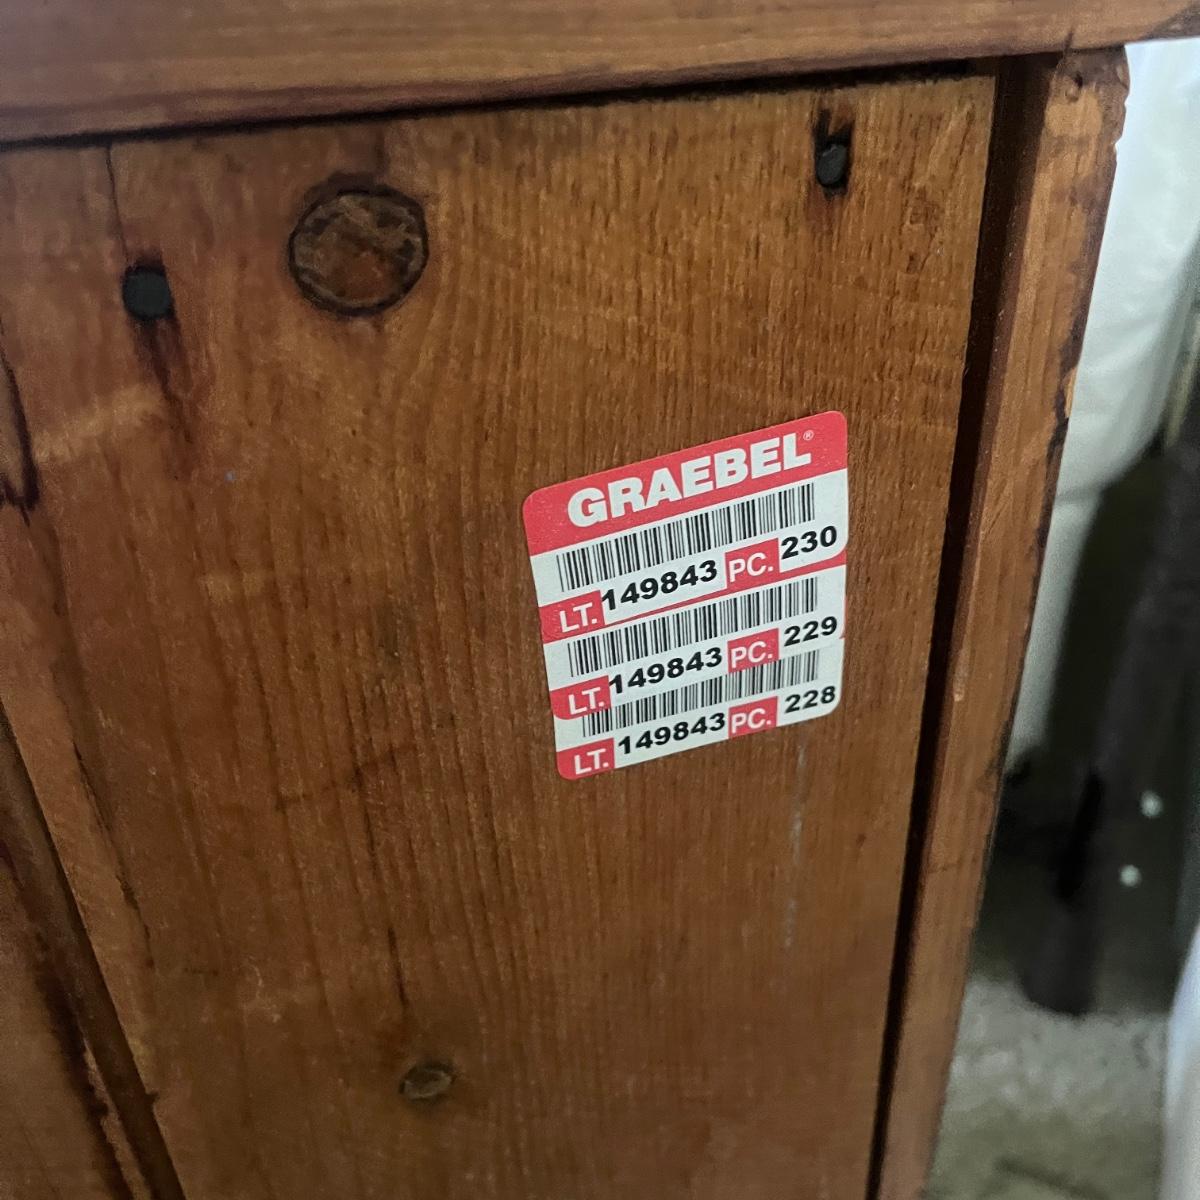 GRAEBEL®
LT. 149843 PC. 230
LT. 149843 PC. 229
LT. 149843 PC. 228